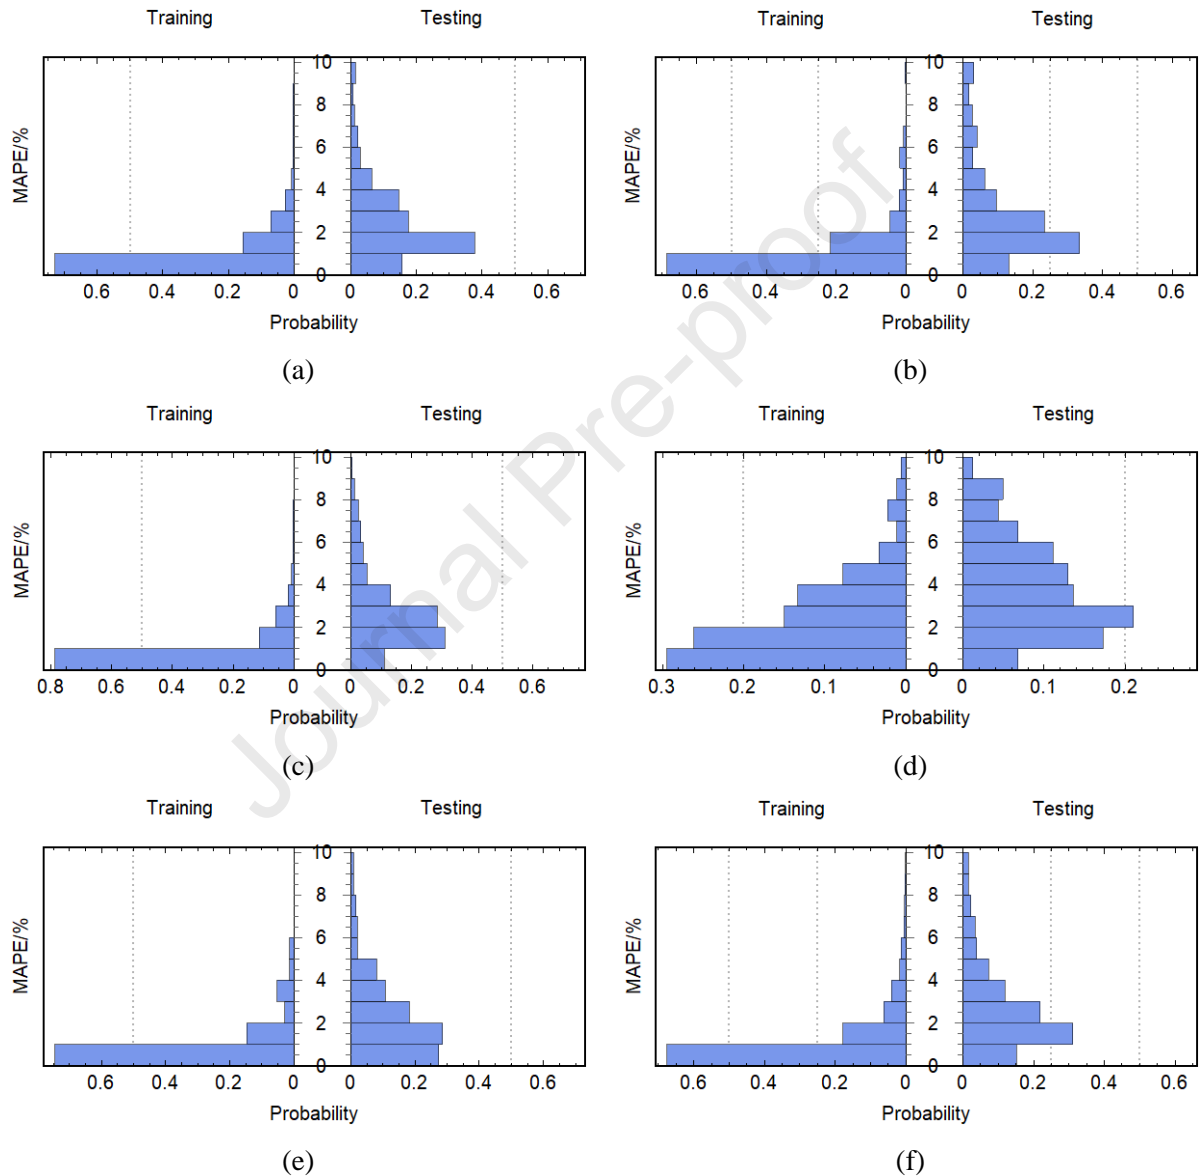 Training Testing Training Testing
10 10
8 8
MAPE/% 6 MAPE/% 6
4 4
2 2
0 0
0.6 0.4 0.2 0 0 0.2 0.4 0.6 0.6 0.4 0.2 0 0 0.2 0.4 0.6
Probability Probability
(a) (b)
Training Testing Training Testing
10 10
8 8
MAPE/% 6 MAPE/% 6
4 4
2 2
0 0
0.8 0.6 0.4 0.2 0 0 0.2 0.4 0.6 0.3 0.2 0.1 0 0 0.1 0.2
Probability Probability
(c) (d)
Training Testing Training Testing
10 10
8 8
MAPE/% 6 MAPE/% 6
4 4
2 2
0 0
0.6 0.4 0.2 0 0 0.2 0.4 0.6 0.6 0.4 0.2 0 0 0.2 0.4 0.6
Probability Probability
(e) (f)
Journal Pre-proof